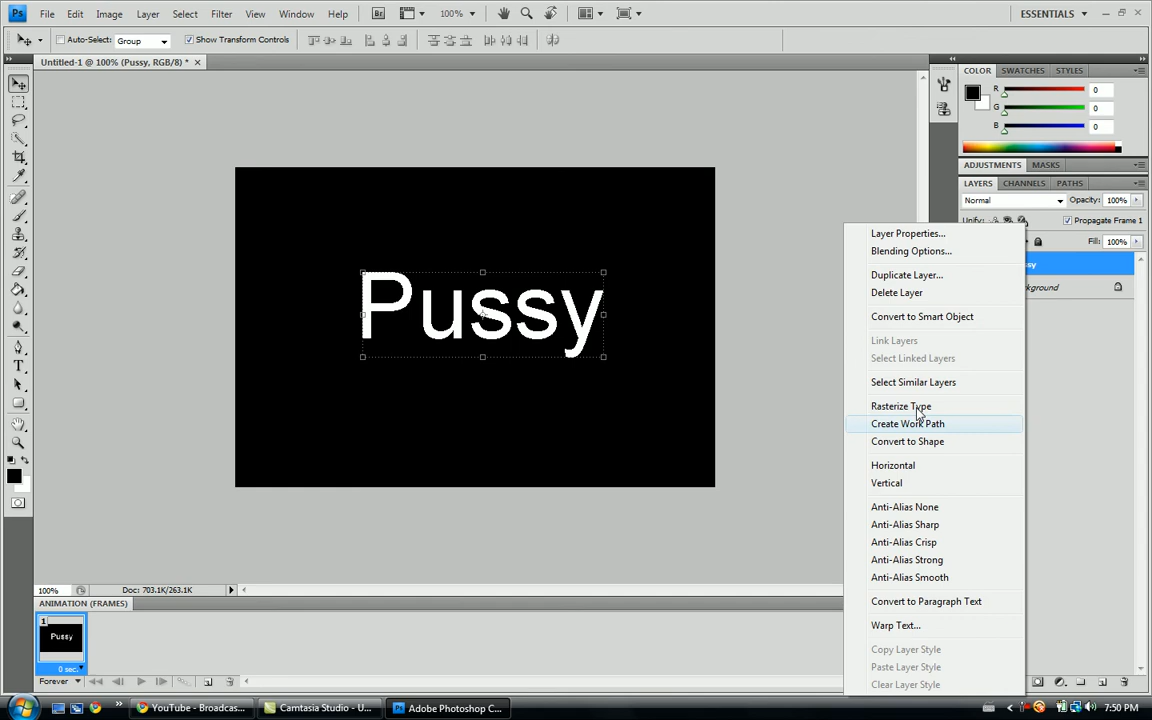 Ps File Edit Image Layer Select Filter View Window Help Br 100% ESSENTIALS
Auto-Select: Group Show Transform Controls
Untitled-1 @ 100% (Pussy, RGB/8) *
COLOR SWATCHES STYLES
R 0
G 0
B 0
ADJUSTMENTS MASKS
LAYERS CHANNELS PATHS
Normal Opacity: 100%
Unify: Propagate Frame 1
Fill: 100%
Layer Properties...
Blending Options...
Duplicate Layer...
Delete Layer
Convert to Smart Object
Link Layers
Select Linked Layers
Select Similar Layers
Rasterize Type
Create Work Path
Convert to Shape
Horizontal
Vertical
Anti-Alias None
Anti-Alias Sharp
Anti-Alias Crisp
Anti-Alias Strong
Anti-Alias Smooth
Convert to Paragraph Text
Warp Text...
Copy Layer Style
Paste Layer Style
Clear Layer Style
ssy
kground
Pussy
100% Doc: 703.1K/263.1K
ANIMATION (FRAMES)
1
Pussy
0 sec.
Forever
YouTube - Broadcas... Camtasia Studio - U... Ps Adobe Photoshop C... 7:50 PM